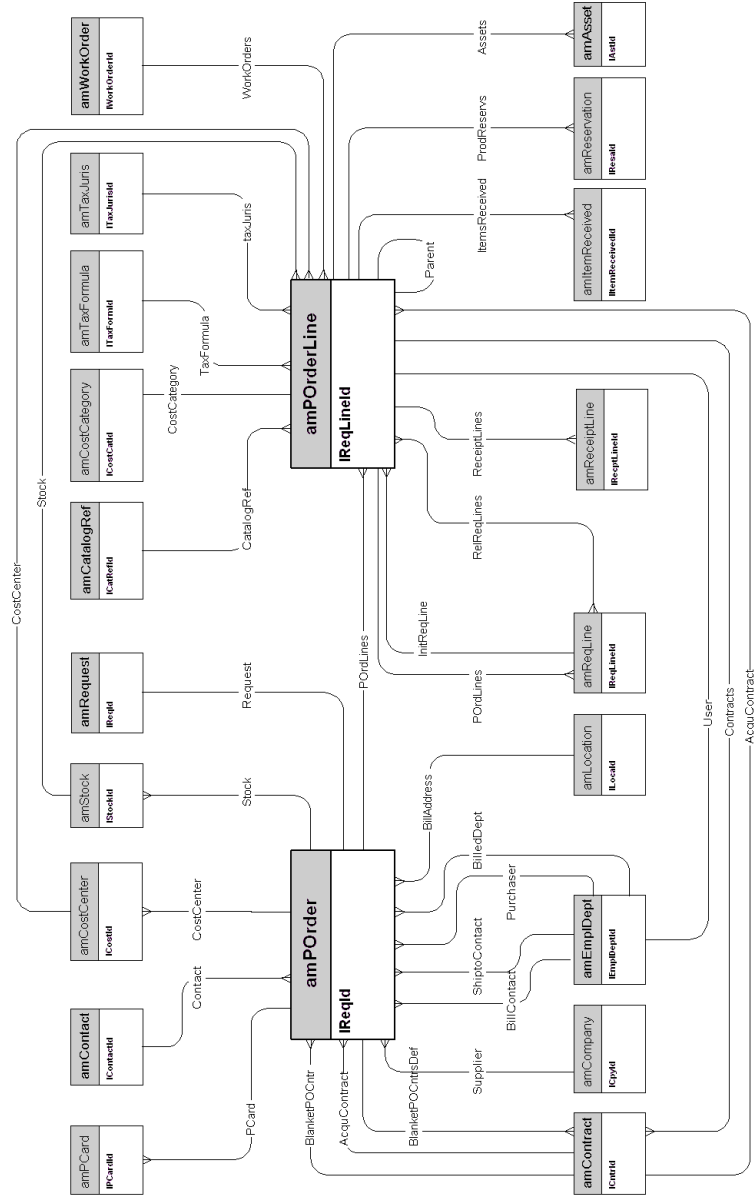 CostCenter
Stock
amPCard
lPCardId
amContact
lContactId
amCostCenter
lCostId
amStock
lStockId
amRequest
lReqId
amCatalogRef
lCatRefId
amCostCategory
lCostCatId
amTaxFormula
lTaxFormId
amTaxJuris
lTaxJurisId
amWorkOrder
lWorkOrderId
PCard
Contact
CostCenter
Stock
Request
CatalogRef
CostCategory
TaxFormula
taxJuris
WorkOrders
amPOrder
lReqId
amPOrderLine
lReqLineId
POrdLines
BlanketPOCntr
AcquContract
BlanketPOCntrsDef
Supplier
BillContact
ShiptoContact
Purchaser
BilledDept
BillAddress
POrdLines
InitReqLine
RelReqLines
ReceiptLines
Parent
ItemsReceived
ProdReservs
Assets
amContract
lCntrId
amCompany
lCpyId
amEmplDept
lEmplDeptId
amLocation
lLocaId
amReqLine
lReqLineId
amReceiptLine
lRecptLineId
amItemReceived
lItemReceivedId
amReservation
lResaId
amAsset
lAstId
User
Contracts
AcquContract